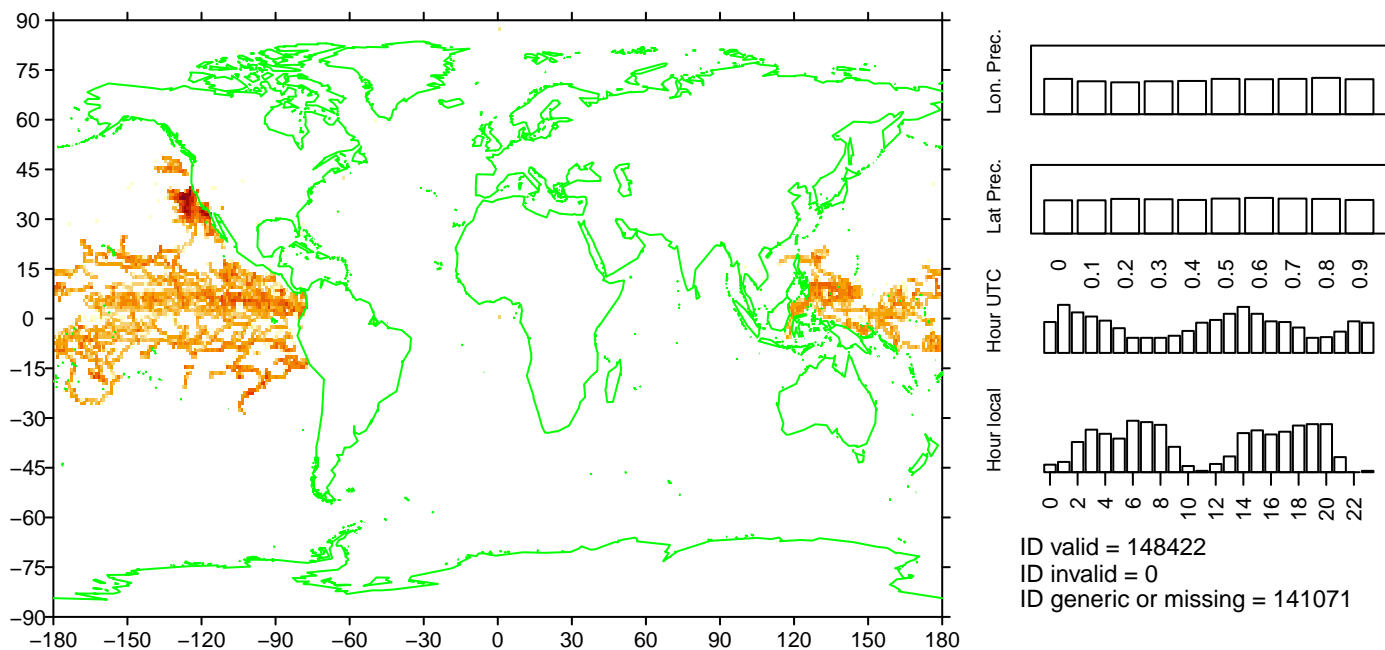 90
75
60
45
30
15
0
−15
−30
−45
−60
−75
−90
−180 −150 −120 −90 −60 −30 0 30 60 90 120 150 180
Lon. Prec.
Lat Prec.
0 0.1 0.2 0.3 0.4 0.5 0.6 0.7 0.8 0.9
Hour UTC
Hour local
0 2 4 6 8 10 12 14 16 18 20 22
ID valid = 148422
ID invalid = 0
ID generic or missing = 141071